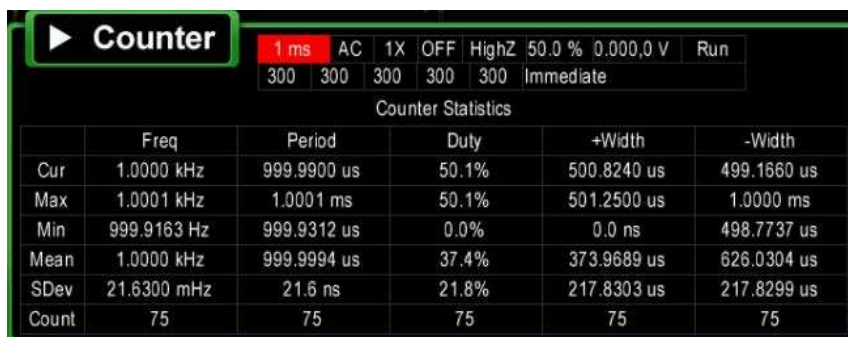 Counter
1 ms AC 1X OFF HighZ 50.0 % 0.000,0 V Run
300 300 300 300 300 Immediate
Counter Statistics
Freq Period Duty +Width -Width
Cur 1.0000 kHz 999.9900 us 50.1% 500.8240 us 499.1660 us
Max 1.0001 kHz 1.0001 ms 50.1% 501.2500 us 1.0000 ms
Min 999.9163 Hz 999.9312 us 0.0% 0.0 ns 498.7737 us
Mean 1.0000 kHz 999.9994 us 37.4% 373.9689 us 626.0304 us
SDev 21.6300 mHz 21.6 ns 21.8% 217.8303 us 217.8299 us
Count 75 75 75 75 75